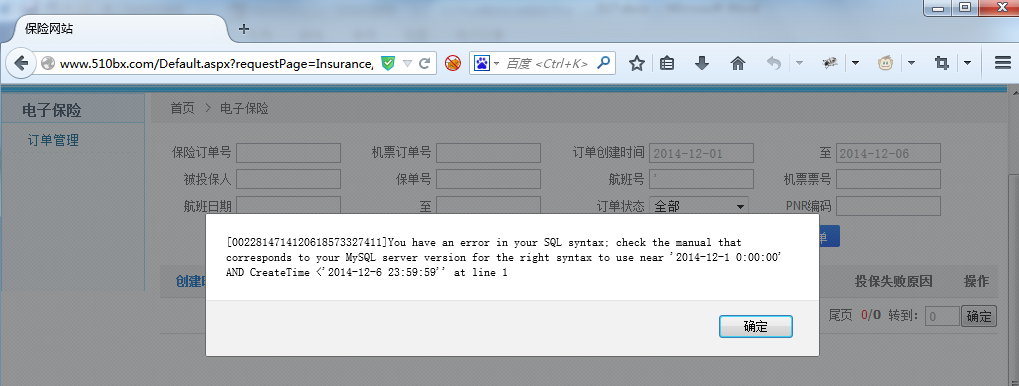 保险网站
www.510bx.com/Default.aspx?requestPage=Insurance,
百度 <Ctrl+K>
电子保险
首页 > 电子保险
订单管理
保险订单号 机票订单号 订单创建时间 2014-12-01 至 2014-12-06
被投保人 保单号 航班号 ' 机票票号
航班日期 至 订单状态 全部 PNR编码
单
[0022814714120618573327411]You have an error in your SQL syntax; check the manual that
corresponds to your MySQL server version for the right syntax to use near '2014-12-1 0:00:00'
AND CreateTime <'2014-12-6 23:59:59'' at line 1
创建 投保失败原因 操作
尾页 0/0 转到: 0 确定
确定